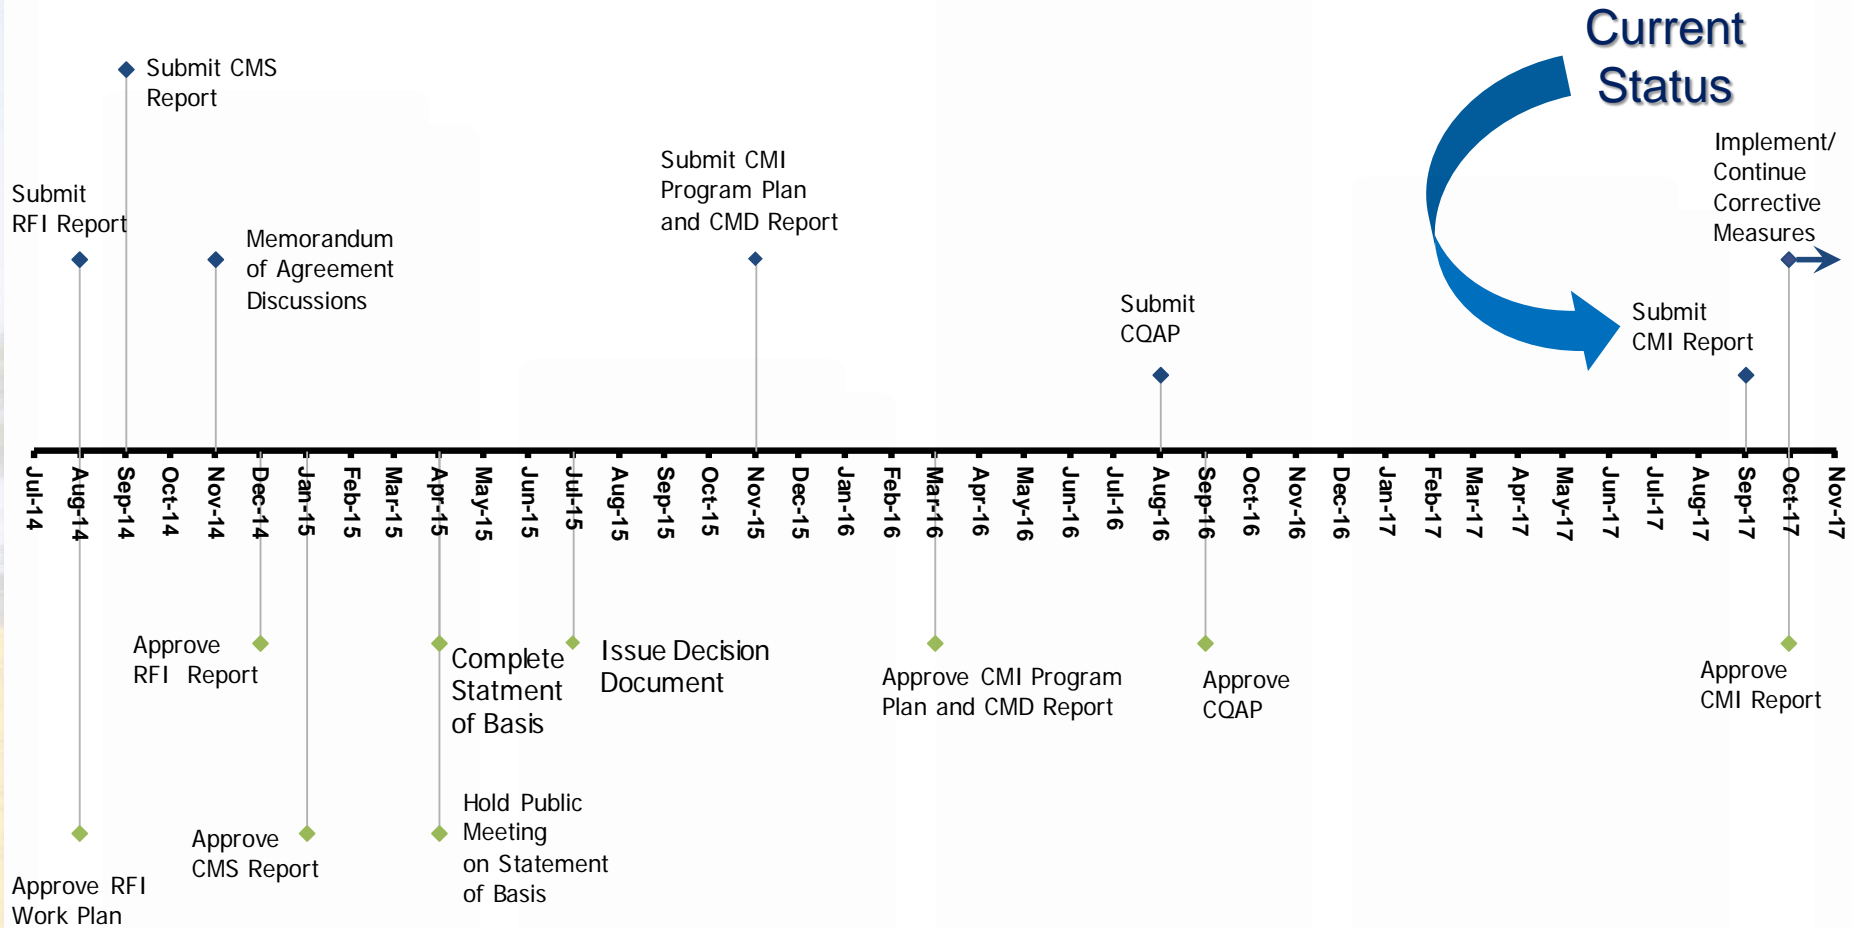 Current
Status
Submit CMS
Report
Submit
RFI Report
Memorandum
of Agreement
Discussions
Submit CMI
Program Plan
and CMD Report
Submit
CQAP
Submit
CMI Report
Implement/
Continue
Corrective
Measures
Jul-14
Aug-14
Sep-14
Oct-14
Nov-14
Dec-14
Jan-15
Feb-15
Mar-15
Apr-15
May-15
Jun-15
Jul-15
Aug-15
Sep-15
Oct-15
Nov-15
Dec-15
Jan-16
Feb-16
Mar-16
Apr-16
May-16
Jun-16
Jul-16
Aug-16
Sep-16
Oct-16
Nov-16
Dec-16
Jan-17
Feb-17
Mar-17
Apr-17
May-17
Jun-17
Jul-17
Aug-17
Sep-17
Oct-17
Nov-17
Approve
RFI Report
Complete
Statment
of Basis
Issue Decision
Document
Approve CMI Program
Plan and CMD Report
Approve
CQAP
Approve
CMI Report
Approve RFI
Work Plan
Approve
CMS Report
Hold Public
Meeting
on Statement
of Basis